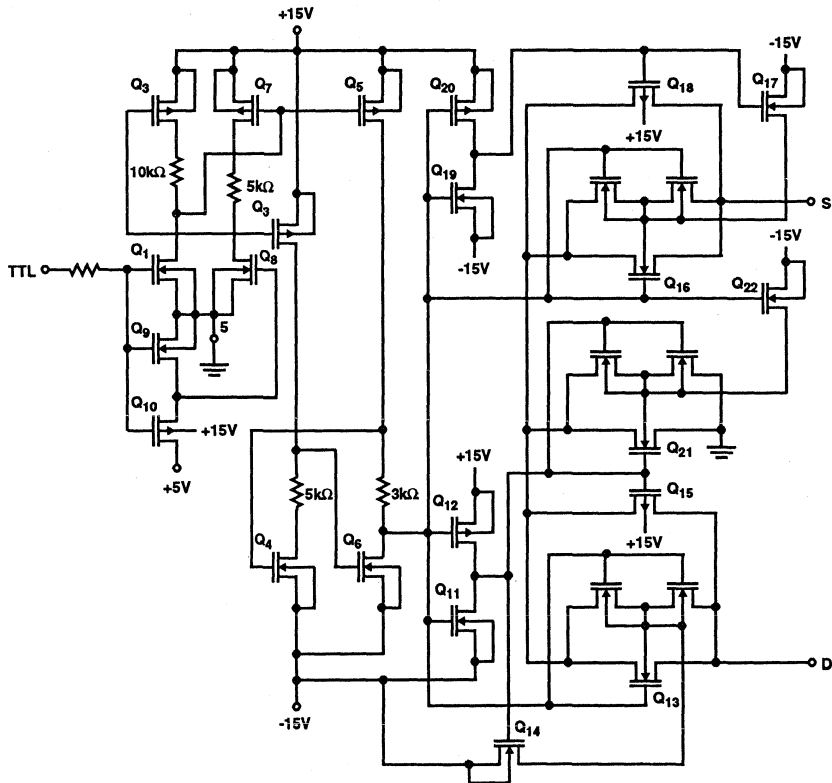 +15V
-15V
Q3
Q7
Q5
Q20
Q18
Q17
+15V
10kΩ
5kΩ
Q19
S
Q3
-15V
-15V
TTL
Q1
Q8
Q16
Q22
5
Q9
Q10
+15V
+5V
Q21
+15V
Q15
5kΩ
3kΩ
Q12
+15V
Q4
Q6
Q11
D
Q13
-15V
Q14